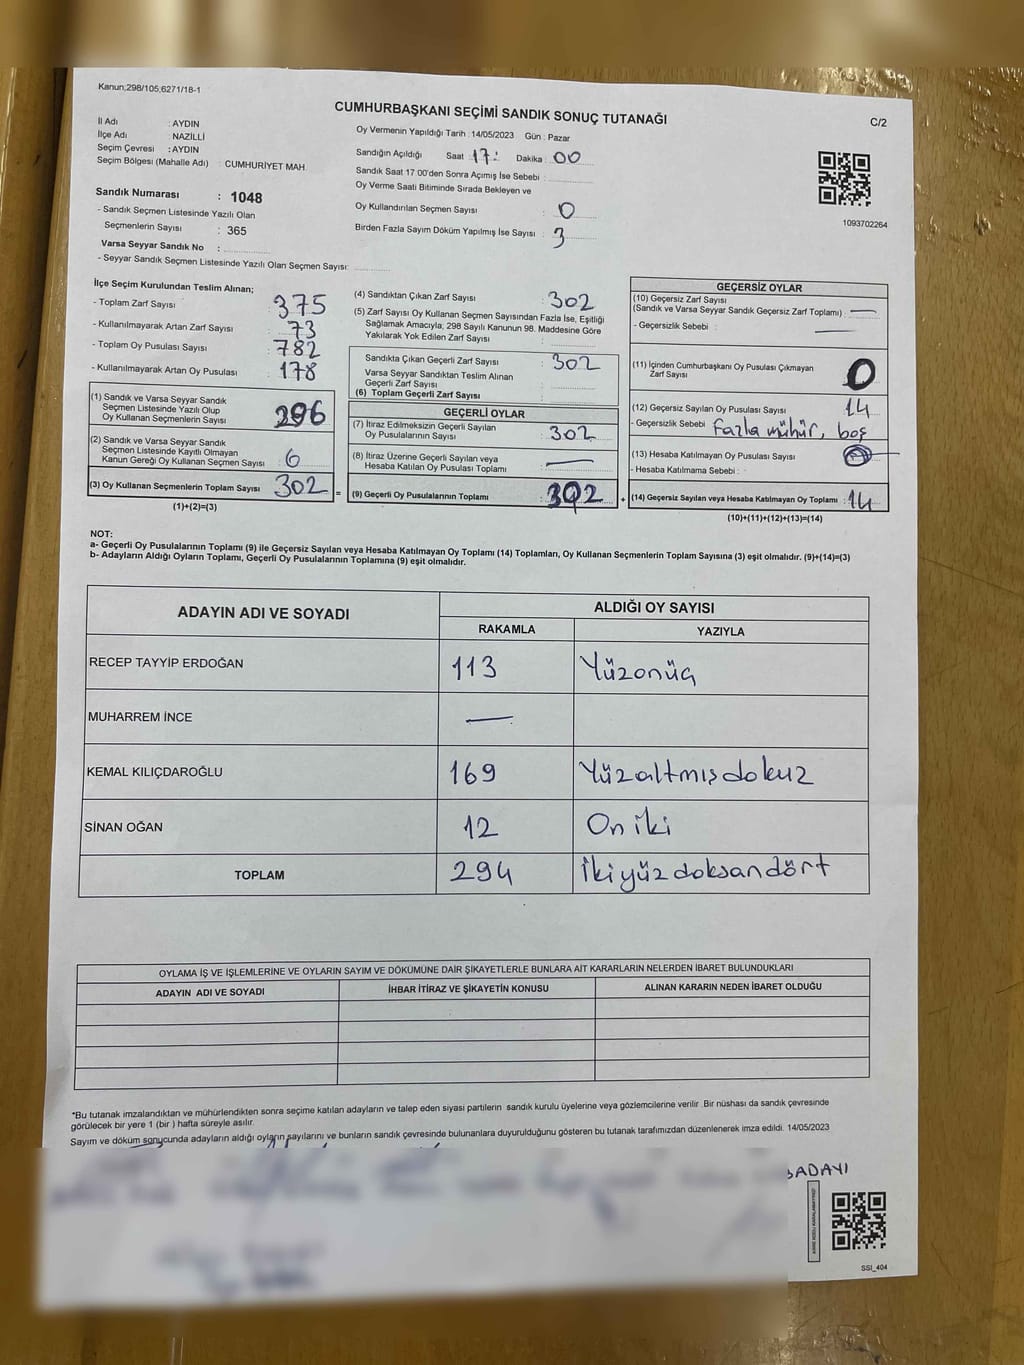 Kanun;298/105;6271/18-1
CUMHURBAŞKANI SEÇİMİ SANDIK SONUÇ TUTANAĞI
C/2
İl Adı : AYDIN
İlçe Adı : NAZİLLİ
Seçim Çevresi : AYDIN
Seçim Bölgesi (Mahalle Adı) : CUMHURİYET MAH.
Sandık Numarası : 1048
- Sandık Seçmen Listesinde Yazılı Olan
Seçmenlerin Sayısı : 365
Varsa Seyyar Sandık No :
- Seyyar Sandık Seçmen Listesinde Yazılı Olan Seçmen Sayısı:
Oy Vermenin Yapıldığı Tarih : 14/05/2023 Gün : Pazar
Sandığın Açıldığı Saat 17: Dakika : 00
Sandık Saat 17:00'den Sonra Açımış İse Sebebi :
Oy Verme Saati Bitiminde Sırada Bekleyen ve
Oy Kullandırılan Seçmen Sayısı : 0
Birden Fazla Sayım Döküm Yapılmış İse Sayısı : 3
1093702264
İlçe Seçim Kurulundan Teslim Alınan;
- Toplam Zarf Sayısı : 375
- Kullanılmayarak Artan Zarf Sayısı : 73
- Toplam Oy Pusulası Sayısı : 782
- Kullanılmayarak Artan Oy Pusulası : 178
(1) Sandık ve Varsa Seyyar Sandık
Seçmen Listesinde Yazılı Olup
Oy Kullanan Seçmenlerin Sayısı : 296
(2) Sandık ve Varsa Seyyar Sandık
Seçmen Listesinde Kayıtlı Olmayan
Kanun Gereği Oy Kullanan Seçmen Sayısı : 6
(3) Oy Kullanan Seçmenlerin Toplam Sayısı : 302
(1)+(2)=(3)
=
(4) Sandıktan Çıkan Zarf Sayısı : 302
(5) Zarf Sayısı Oy Kullanan Seçmen Sayısından Fazla İse, Eşitliği
Sağlamak Amacıyla; 298 Sayılı Kanunun 98. Maddesine Göre
Yakılarak Yok Edilen Zarf Sayısı :
Sandıkta Çıkan Geçerli Zarf Sayısı : 302
Varsa Seyyar Sandıktan Teslim Alınan
Geçerli Zarf Sayısı :
(6) Toplam Geçerli Zarf Sayısı :
GEÇERLİ OYLAR
(7) İtiraz Edilmeksizin Geçerli Sayılan
Oy Pusulalarının Sayısı : 302
(8) İtiraz Üzerine Geçerli Sayılan veya
Hesaba Katılan Oy Pusulası Toplamı : —
(9) Geçerli Oy Pusulalarının Toplamı : 302
+
GEÇERSİZ OYLAR
(10) Geçersiz Zarf Sayısı
(Sandık ve Varsa Seyyar Sandık Geçersiz Zarf Toplamı) : —
- Geçersizlik Sebebi : —
(11) İçinden Cumhurbaşkanı Oy Pusulası Çıkmayan
Zarf Sayısı : 0
(12) Geçersiz Sayılan Oy Pusulası Sayısı : 14
- Geçersizlik Sebebi : Fazla mühür, boş
(13) Hesaba Katılmayan Oy Pusulası Sayısı :
- Hesaba Katılmama Sebebi :
(14) Geçersiz Sayılan veya Hesaba Katılmayan Oy Toplamı : 14
(10)+(11)+(12)+(13)=(14)
NOT:
a- Geçerli Oy Pusulalarının Toplamı (9) ile Geçersiz Sayılan veya Hesaba Katılmayan Oy Toplamı (14) Toplamları, Oy Kullanan Seçmenlerin Toplam Sayısına (3) eşit olmalıdır. (9)+(14)=(3)
b- Adayların Aldığı Oyların Toplamı, Geçerli Oy Pusulalarının Toplamına (9) eşit olmalıdır.
ADAYIN ADI VE SOYADI ALDIĞI OY SAYISI
RAKAMLA YAZIYLA
RECEP TAYYİP ERDOĞAN 113 Yüzonüç
MUHARREM İNCE —
KEMAL KILIÇDAROĞLU 169 Yüzaltmışdokuz
SİNAN OĞAN 12 On iki
TOPLAM 294 İkiyüzdoksandört
OYLAMA İŞ VE İŞLEMLERİNE VE OYLARIN SAYIM VE DÖKÜMÜNE DAİR ŞİKAYETLERLE BUNLARA AİT KARARLARIN NELERDEN İBARET BULUNDUKLARI
ADAYIN ADI VE SOYADI İHBAR İTİRAZ VE ŞİKAYETİN KONUSU ALINAN KARARIN NEDEN İBARET OLDUĞU
*Bu tutanak imzalandıktan ve mühürlendikten sonra seçime katılan adayların ve talep eden siyasi partilerin sandık kurulu üyelerine veya gözlemcilerine verilir .Bir nüshası da sandık çevresinde
görülecek bir yere 1 (bir ) hafta süreyle asılır.
Sayım ve döküm sonucunda adayların aldığı oyların sayılarını ve bunların sandık çevresinde bulunanlara duyurulduğunu gösteren bu tutanak tarafımızdan düzenlenerek imza edildi. 14/05/2023
BADAYI
SSI_404